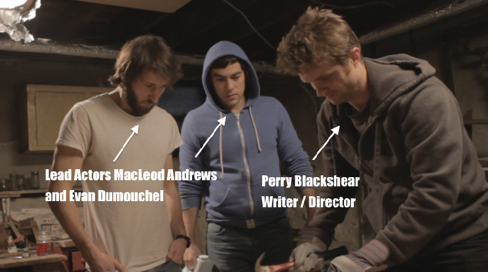 Lead Actors MacLeod Andrews
and Evan Dumouchel
Perry Blackshear
Writer / Director